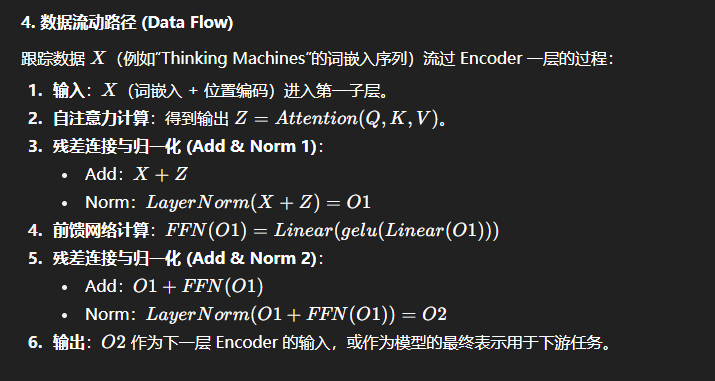 4. 数据流动路径 (Data Flow)
跟踪数据 X（例如“Thinking Machines”的词嵌入序列）流过 Encoder 一层的过程：
1. 输入：X（词嵌入 + 位置编码）进入第一子层。
2. 自注意力计算：得到输出 Z = Attention(Q, K, V)。
3. 残差连接与归一化 (Add & Norm 1)：
• Add：X + Z
• Norm：LayerNorm(X + Z) = O1
4. 前馈网络计算：FFN(O1) = Linear(gelu(Linear(O1)))
5. 残差连接与归一化 (Add & Norm 2)：
• Add：O1 + FFN(O1)
• Norm：LayerNorm(O1 + FFN(O1)) = O2
6. 输出：O2 作为下一层 Encoder 的输入，或作为模型的最终表示用于下游任务。